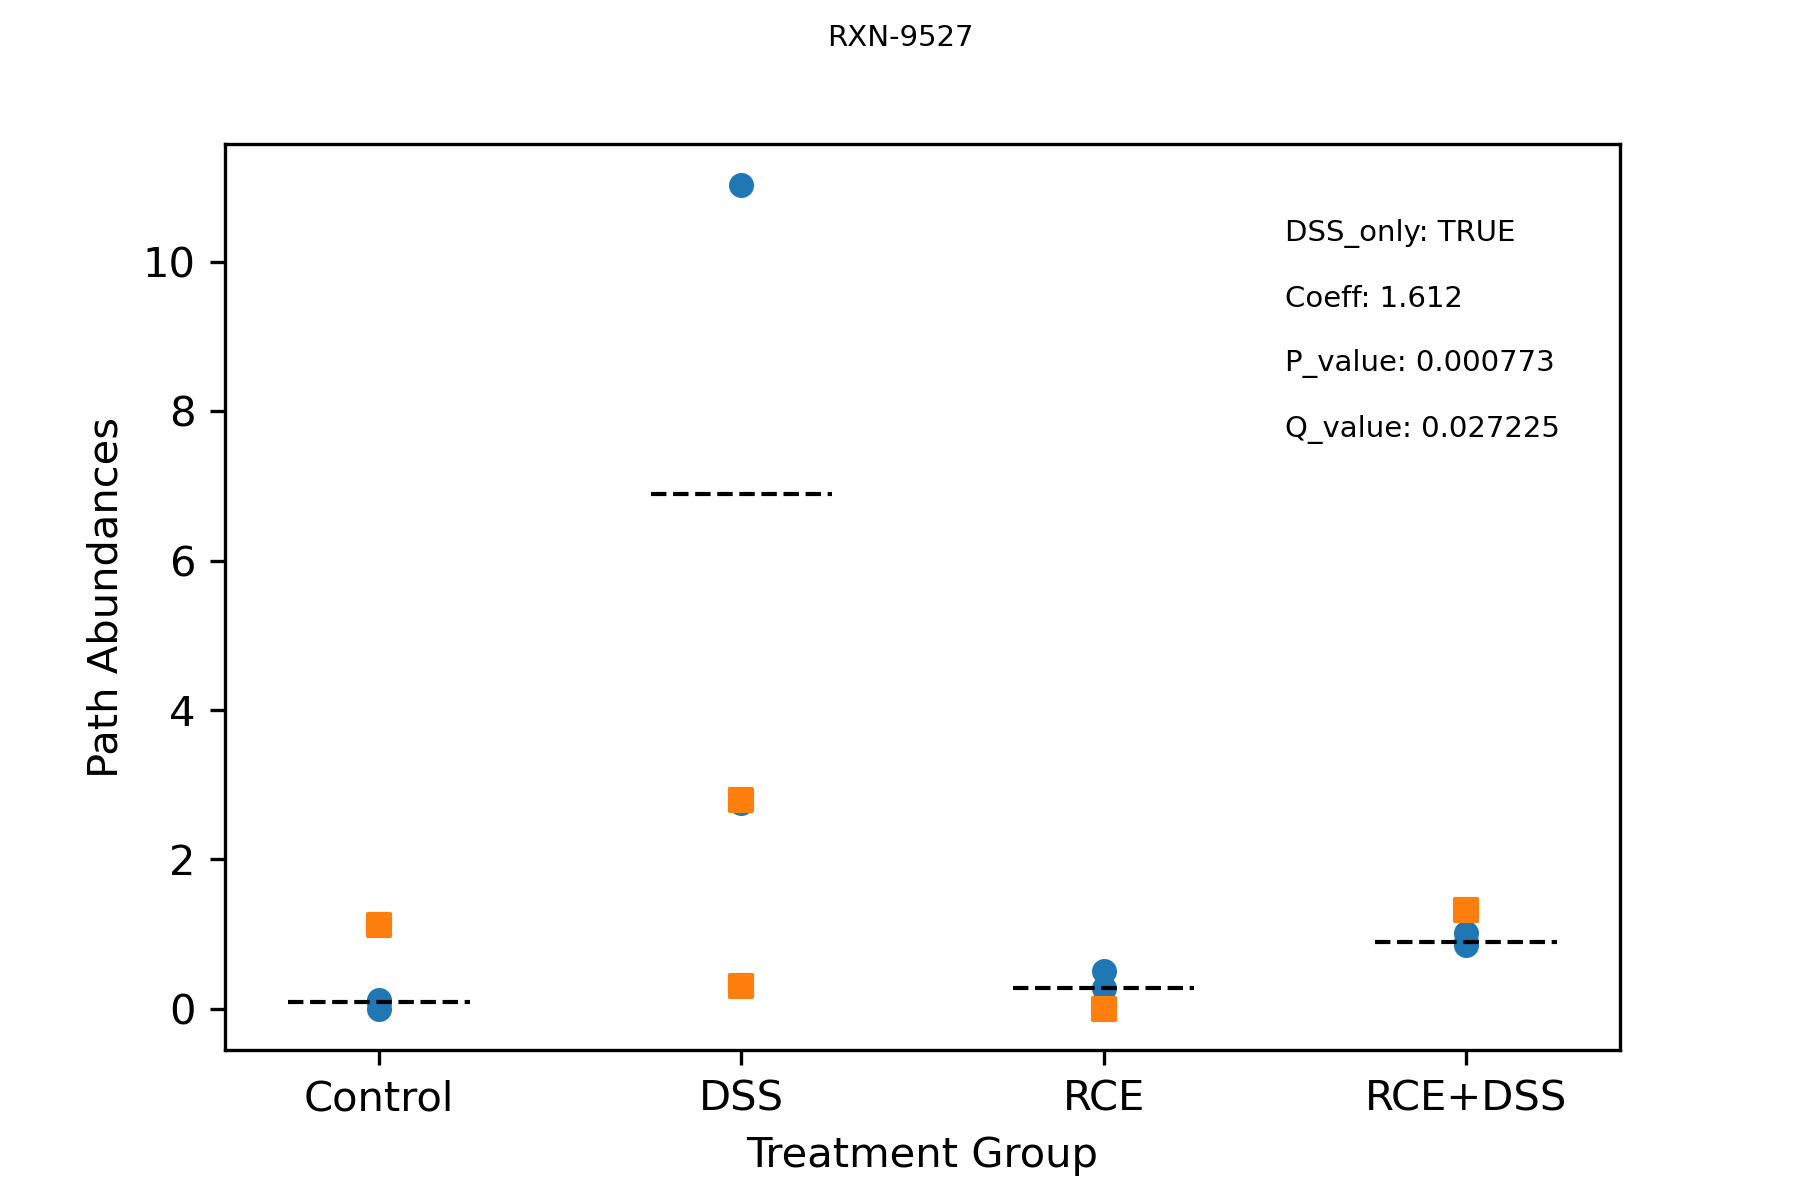 RXN-9527
DSS_only: TRUE
Coeff: 1.612
P_value: 0.000773
Q_value: 0.027225
Path Abundances
10
8
6
4
2
0
Control
DSS
RCE
RCE+DSS
Treatment Group